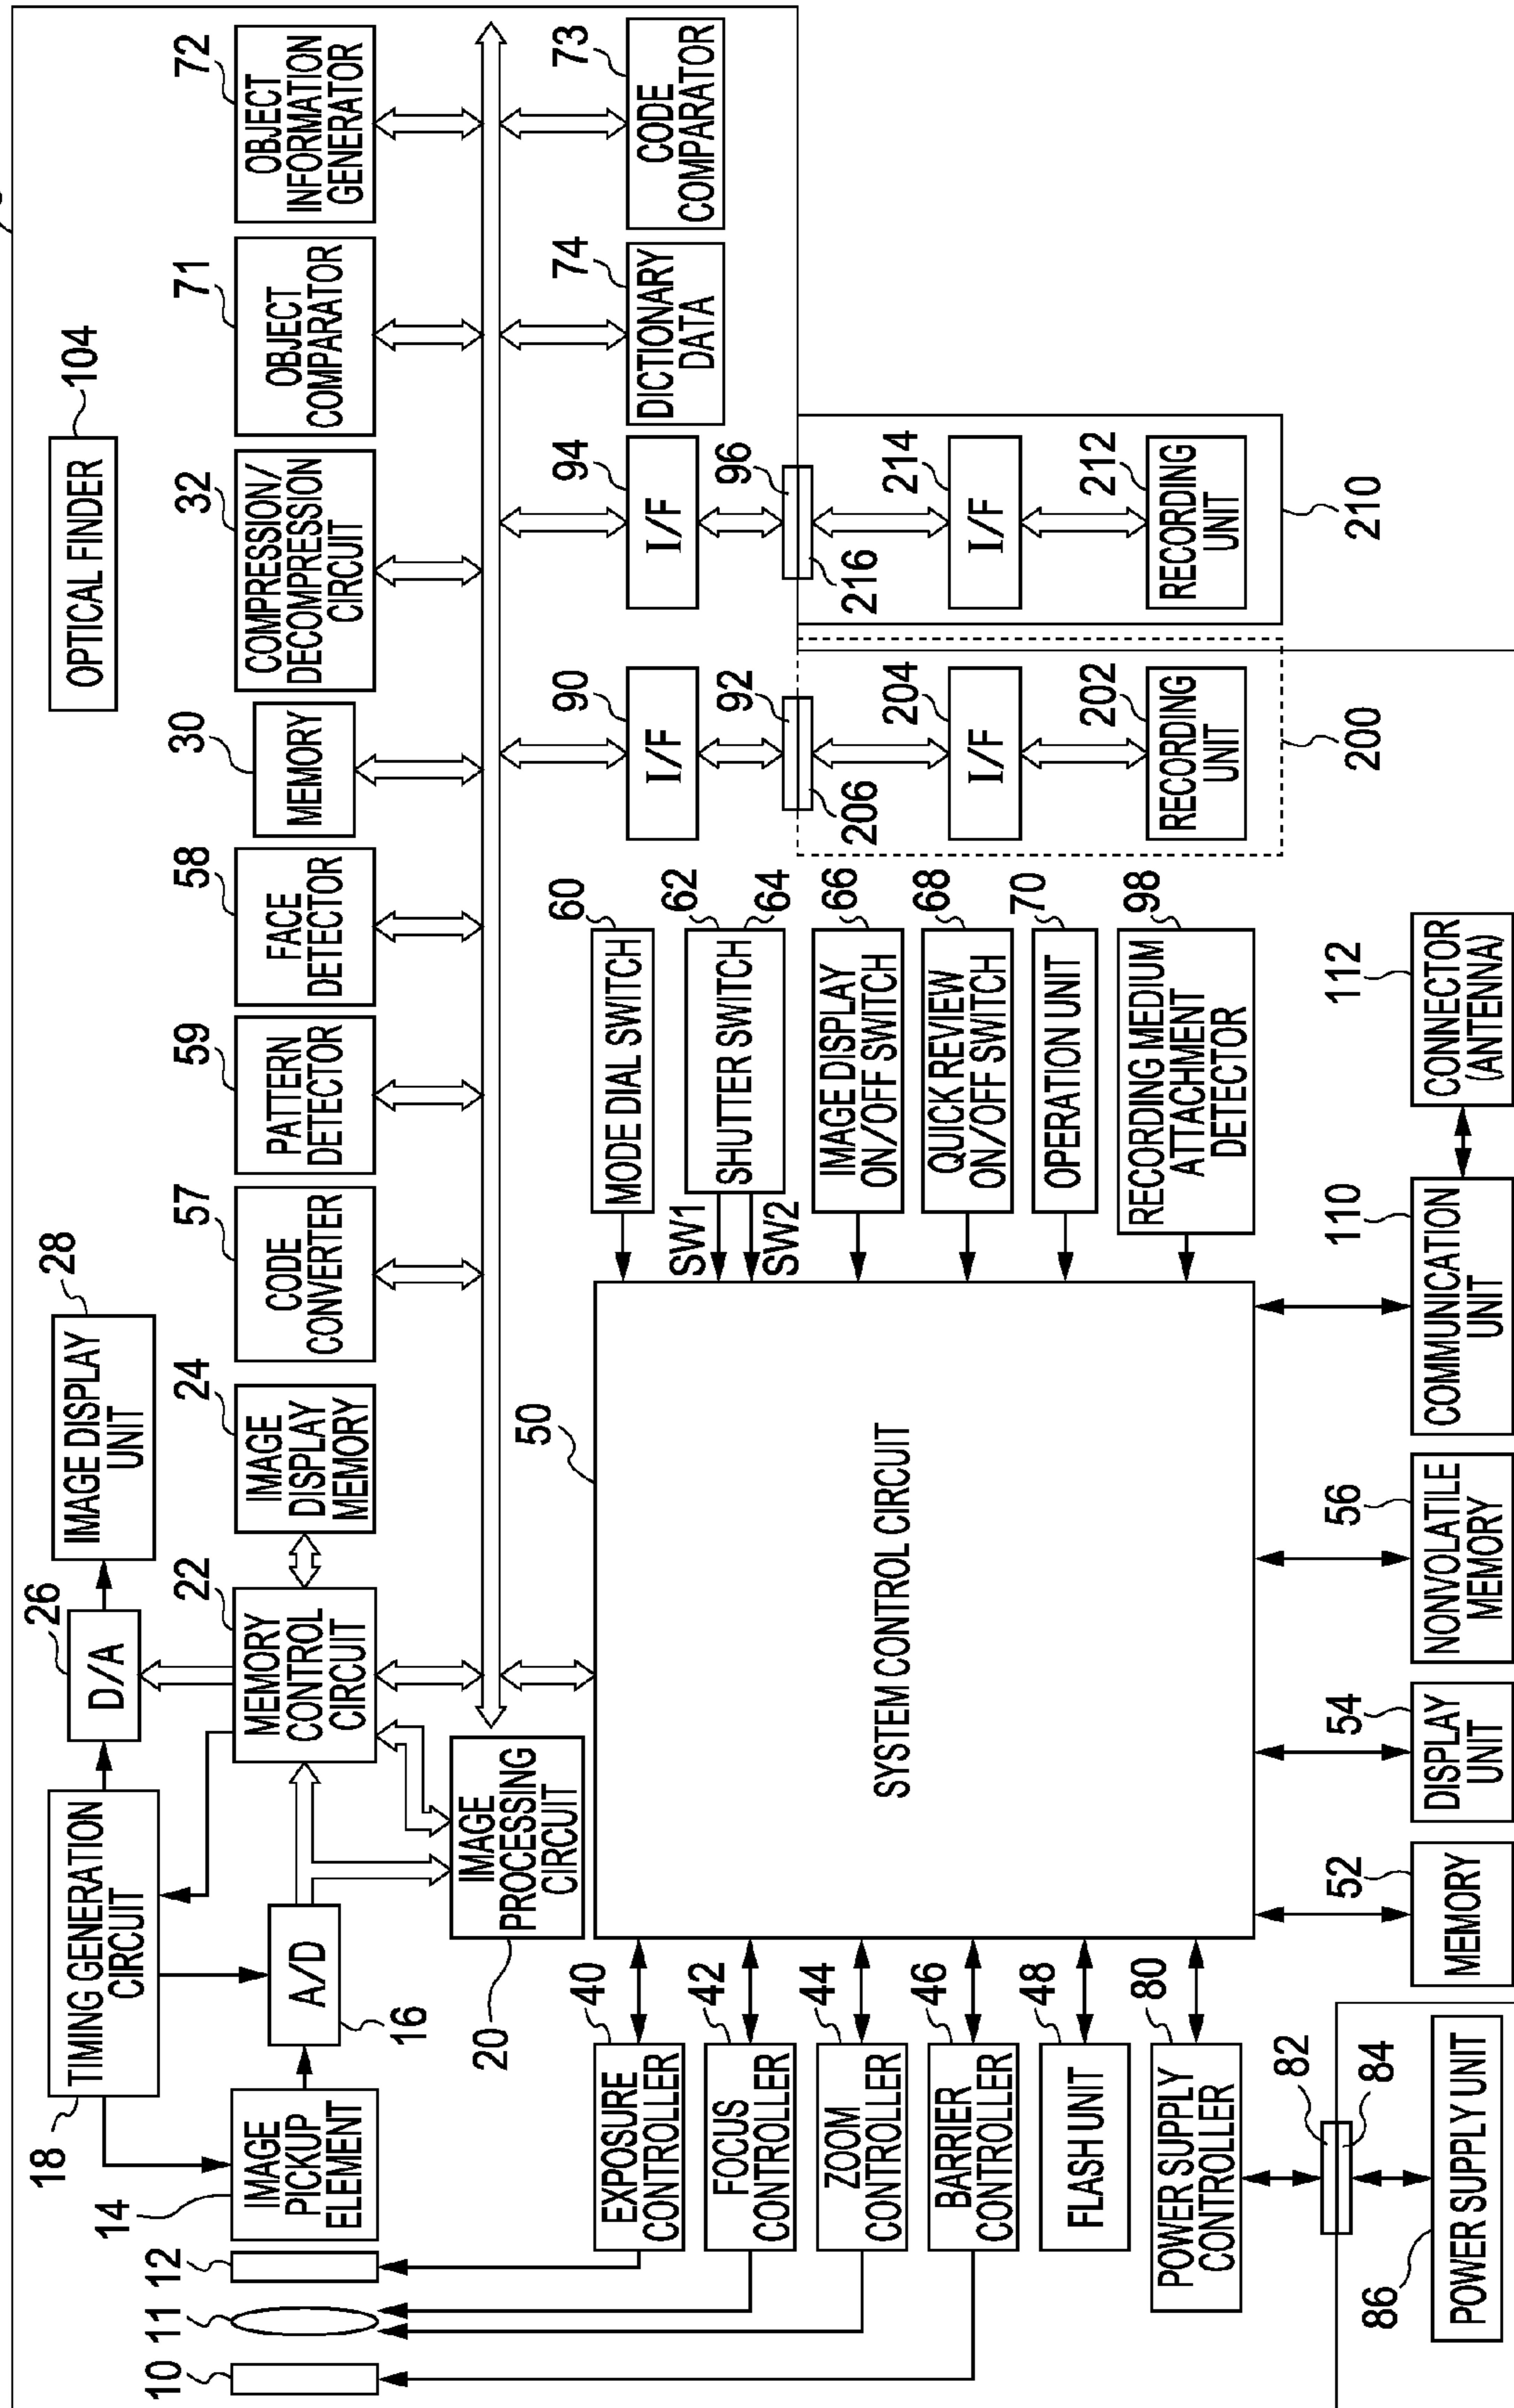 OPTICAL FINDER
104
IMAGE DISPLAY
UNIT
28
D/A
26
TIMING GENERATION
CIRCUIT
18
OBJECT
INFORMATION
GENERATOR
72
OBJECT
COMPARATOR
71
COMPRESSION/
DECOMPRESSION
CIRCUIT
32
MEMORY
30
FACE
DETECTOR
58
PATTERN
DETECTOR
59
CODE
CONVERTER
57
IMAGE
DISPLAY
MEMORY
24
MEMORY
CONTROL
CIRCUIT
22
A/D
16
IMAGE
PICKUP
ELEMENT
14
12
11
10
IMAGE
PROCESSING
CIRCUIT
20
CODE
COMPARATOR
73
DICTIONARY
DATA
74
I/F
94
96
216
I/F
214
RECORDING
UNIT
212
210
I/F
90
92
206
I/F
204
RECORDING
UNIT
202
200
MODE DIAL SWITCH
60
SHUTTER SWITCH
62
64
SW1
SW2
IMAGE DISPLAY
ON/OFF SWITCH
66
QUICK REVIEW
ON/OFF SWITCH
68
OPERATION UNIT
70
RECORDING MEDIUM
ATTACHMENT
DETECTOR
98
SYSTEM CONTROL CIRCUIT
50
EXPOSURE
CONTROLLER
40
FOCUS
CONTROLLER
42
ZOOM
CONTROLLER
44
BARRIER
CONTROLLER
46
FLASH UNIT
48
POWER SUPPLY
CONTROLLER
80
82
84
POWER SUPPLY UNIT
86
MEMORY
52
DISPLAY
UNIT
54
NONVOLATILE
MEMORY
56
COMMUNICATION
UNIT
110
CONNECTOR
(ANTENNA)
112